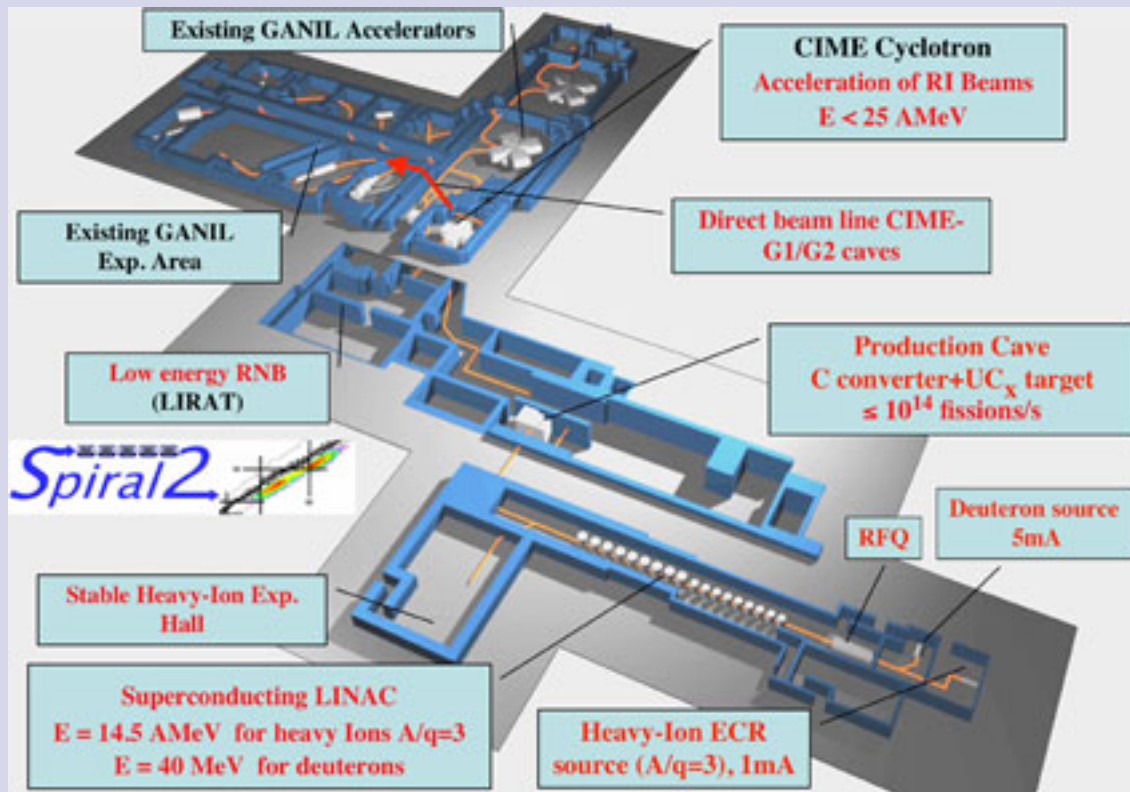 Existing GANIL Accelerators
CIME Cyclotron
Acceleration of RI Beams
E < 25 AMeV
Existing GANIL
Exp. Area
Direct beam line CIME-
G1/G2 caves
Low energy RNB
(LIRAT)
Production Cave
C converter+UCₓ target
≤ 10¹⁴ fissions/s
Spiral2
Deuteron source
5mA
RFQ
Stable Heavy-Ion Exp.
Hall
Superconducting LINAC
E = 14.5 AMeV for heavy Ions A/q=3
E = 40 MeV for deuterons
Heavy-Ion ECR
source (A/q=3), 1mA